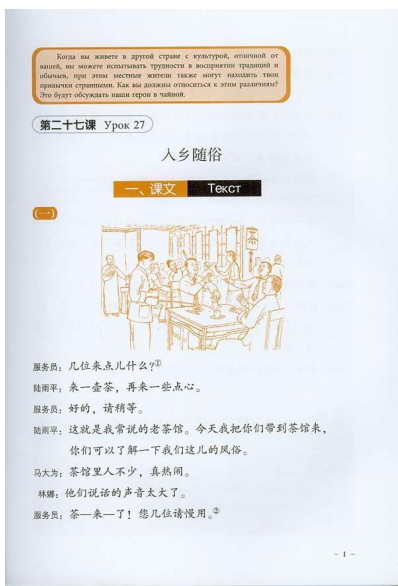 Когда вы живете в другой стране с культурой, отличной от
вашей, вы можете испытывать трудности в восприятии традиций и
обычаев, при этом местные жители также могут находить твои
привычки странными. Как вы должны относиться к этим различиям?
Это будут обсуждать наши герои в чайной.
第二十七课 Урок 27
入乡随俗
一、课文 Текст
(一)
茶
服务员：几位来点儿什么?①
陆雨平：来一壶茶，再来一些点心。
服务员：好的，请稍等。
陆雨平：这就是我常说的老茶馆。今天我把你们带到茶馆来，
你们可以了解一下我们这儿的风俗。
马大为：茶馆里人不少，真热闹。
林娜：他们说话的声音太大了。
服务员：茶—来—了！您几位请慢用。②
- 1 -